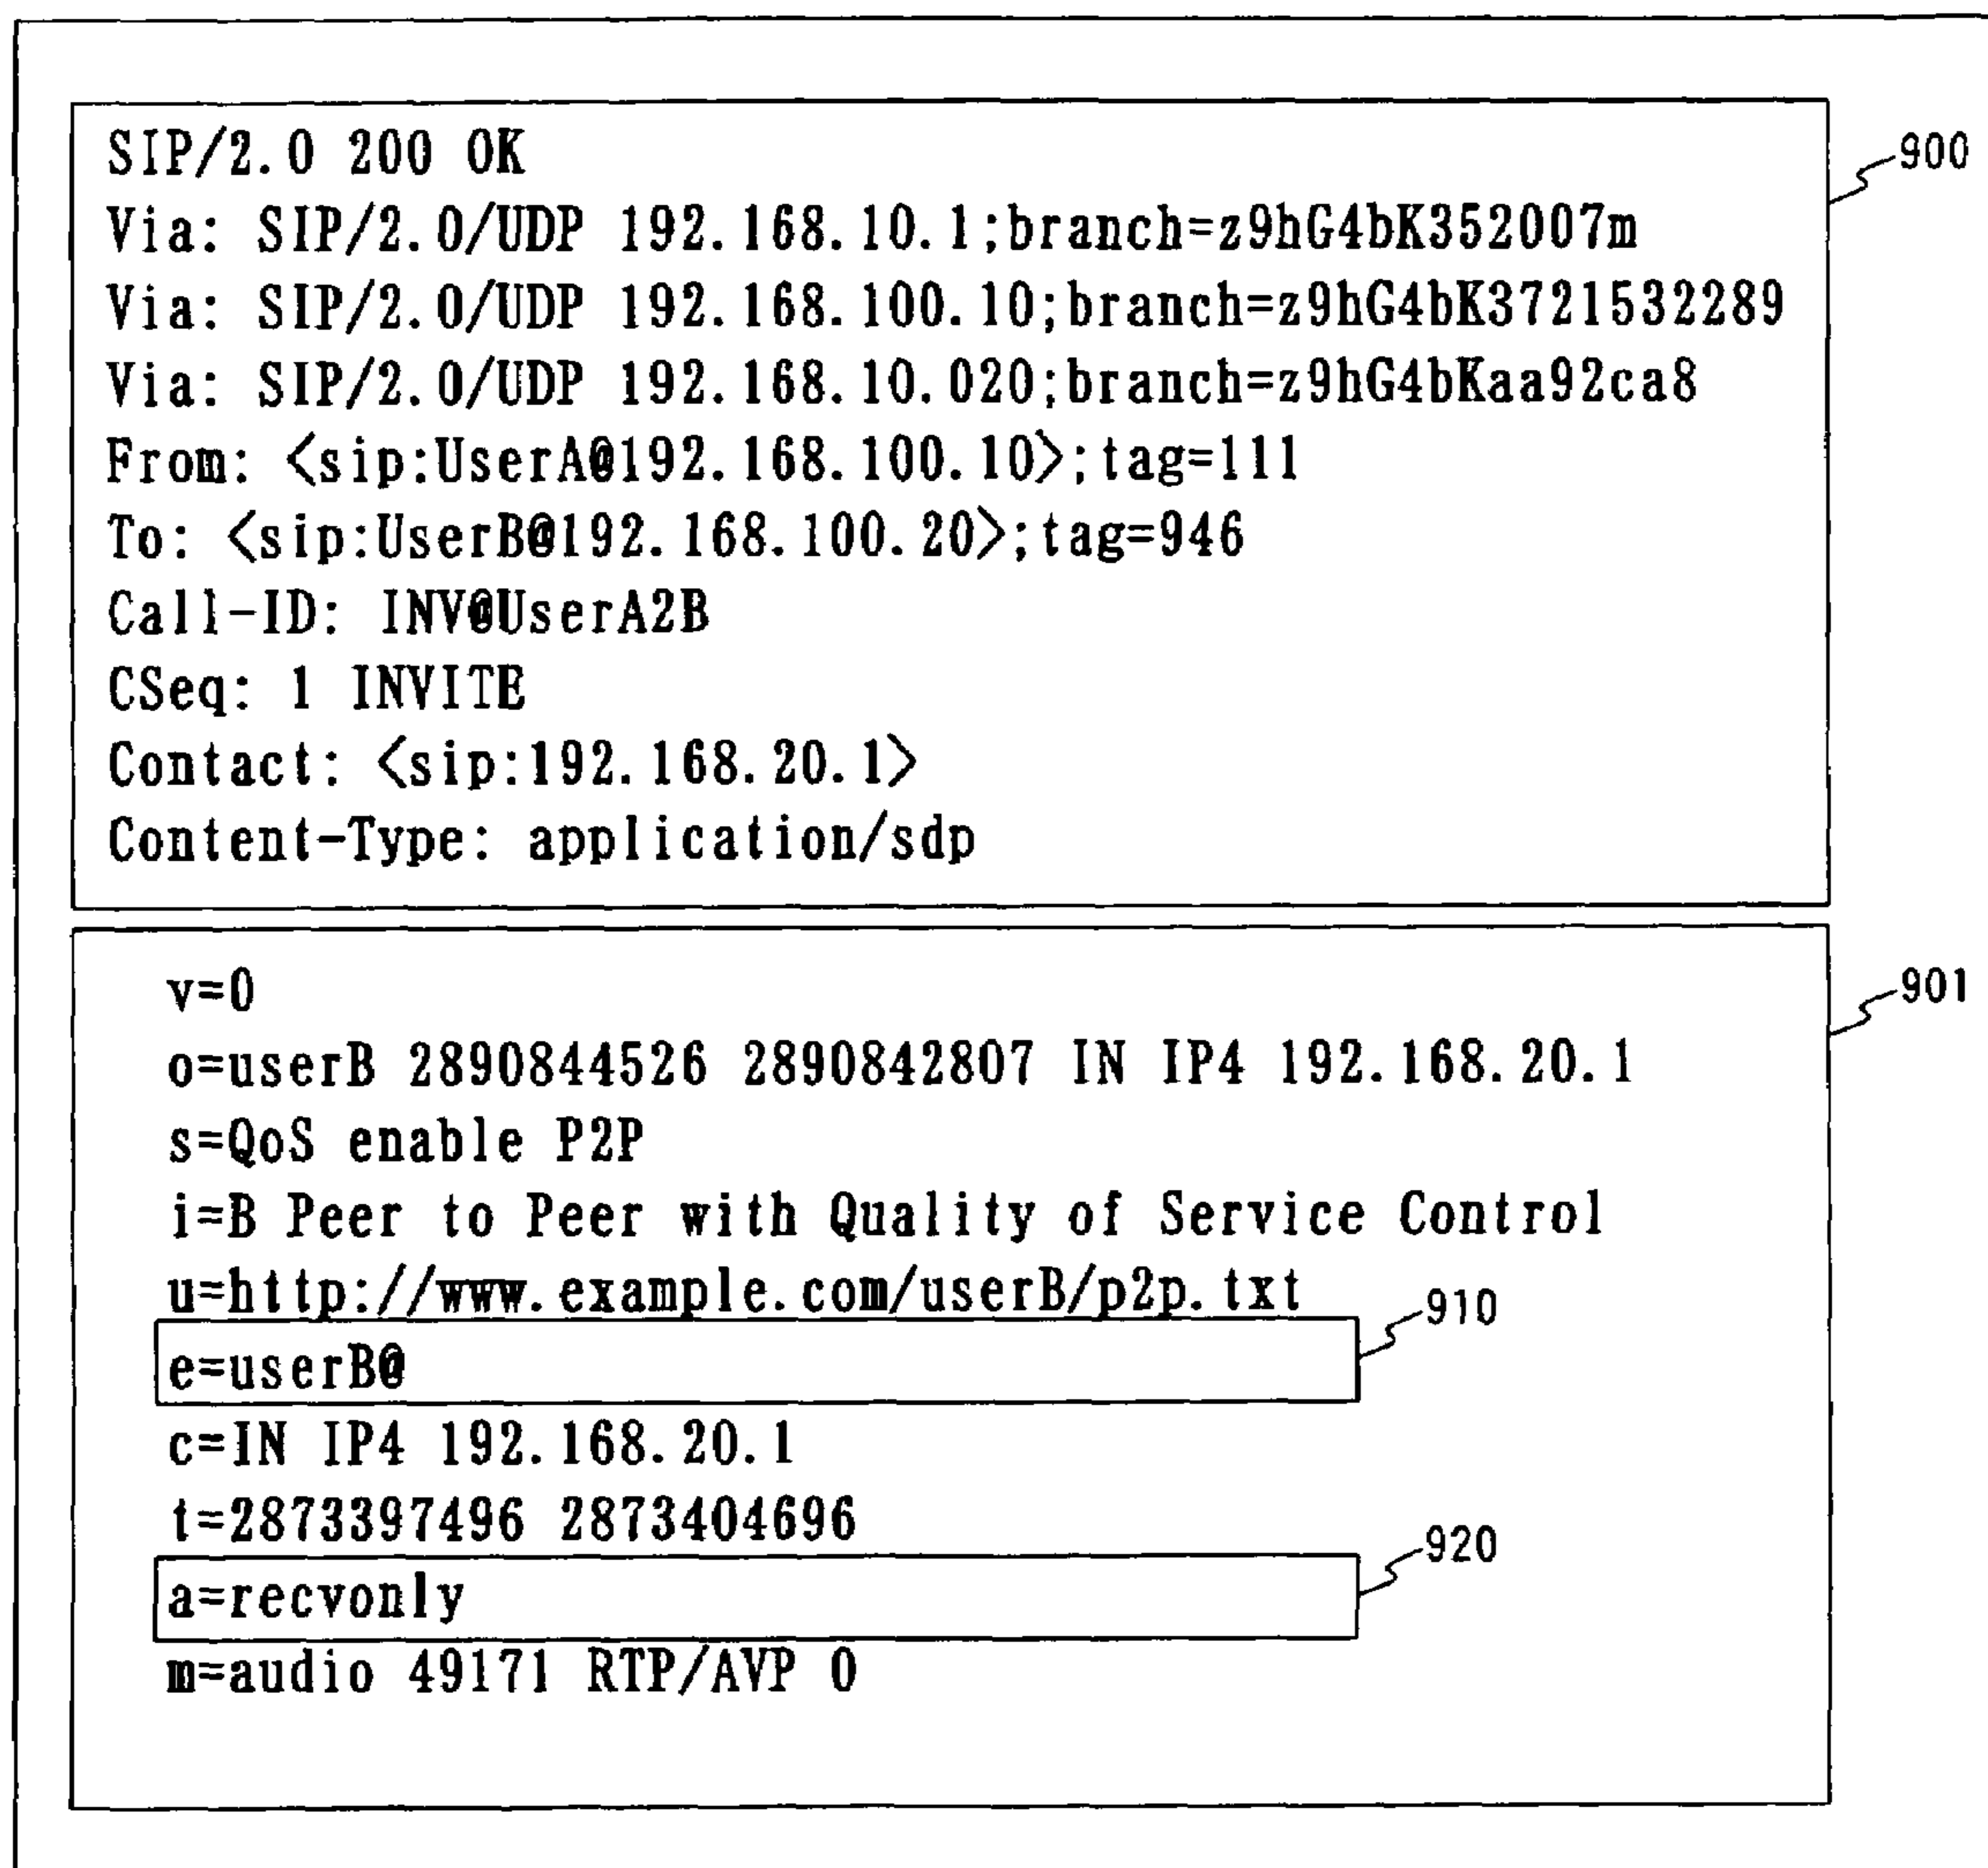 SIP/2.0 200 OK
900
Via: SIP/2.0/UDP 192.168.10.1;branch=z9hG4bK352007m
Via: SIP/2.0/UDP 192.168.100.10;branch=z9hG4bK3721532289
Via: SIP/2.0/UDP 192.168.10.020;branch=z9hG4bKaa92ca8
From: <sip:UserA@192.168.100.10>;tag=111
To: <sip:UserB@192.168.100.20>;tag=946
Call-ID: INV@UserA2B
CSeq: 1 INVITE
Contact: <sip:192.168.20.1>
Content-Type: application/sdp
v=0
901
o=userB 2890844526 2890842807 IN IP4 192.168.20.1
s=QoS enable P2P
i=B Peer to Peer with Quality of Service Control
u=http://www.example.com/userB/p2p.txt
910
e=userB@
c=IN IP4 192.168.20.1
t=2873397496 2873404696
920
a=recvonly
m=audio 49171 RTP/AVP 0